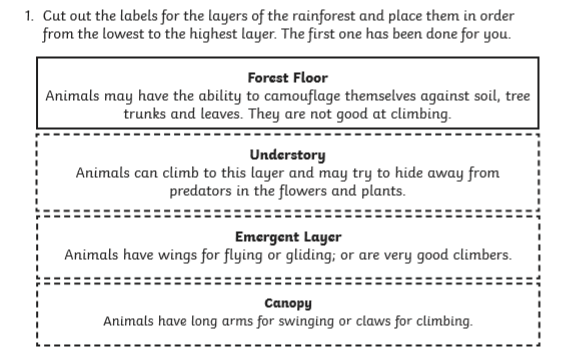 1. Cut out the labels for the layers of the rainforest and place them in order
from the lowest to the highest layer. The first one has been done for you.
Forest Floor
Animals may have the ability to camouflage themselves against soil, tree
trunks and leaves. They are not good at climbing.
Understory
Animals can climb to this layer and may try to hide away from
predators in the flowers and plants.
Emergent Layer
Animals have wings for flying or gliding; or are very good climbers.
Canopy
Animals have long arms for swinging or claws for climbing.